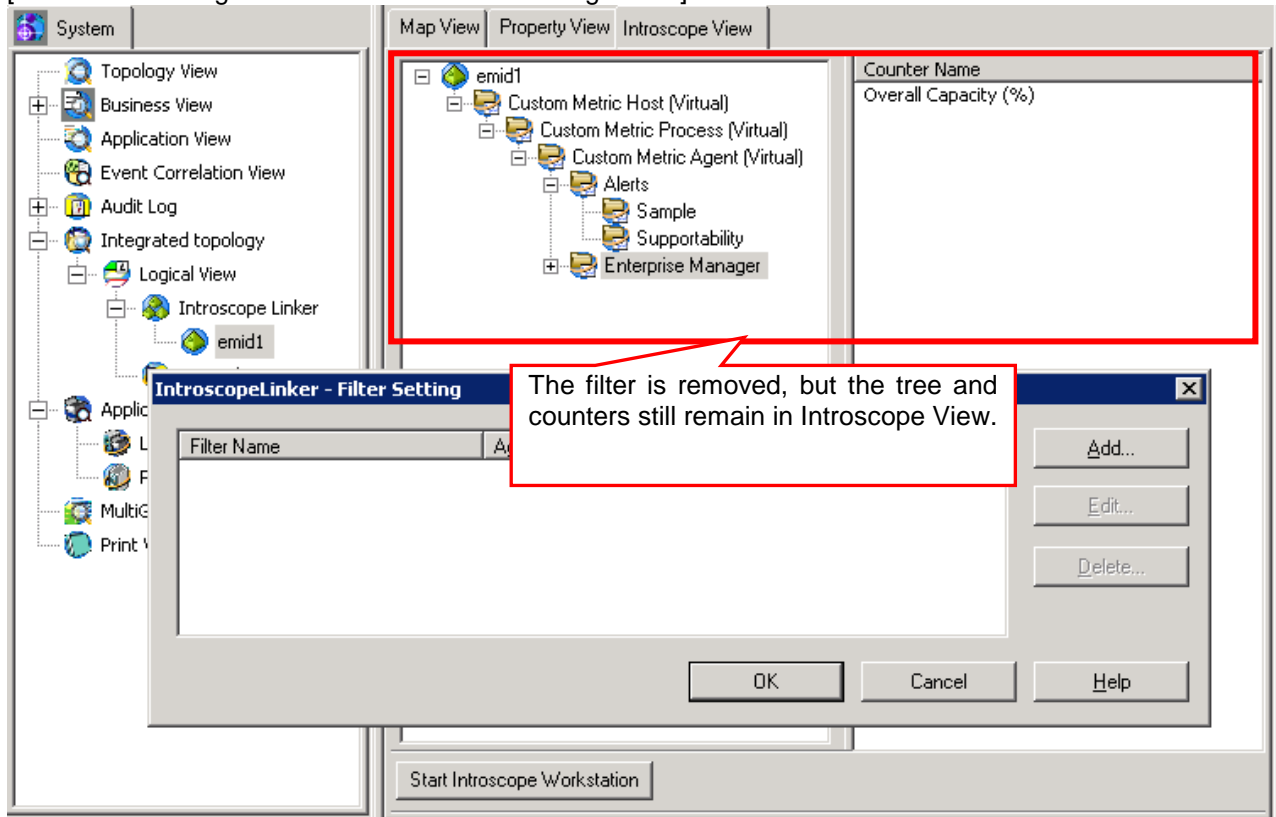 System
Topology View
Business View
Application View
Event Correlation View
Audit Log
Integrated topology
Logical View
Introscope Linker
emid1
Applic
MultiG
Print
Map View
Property View
Introscope View
emid1
Custom Metric Host (Virtual)
Custom Metric Process (Virtual)
Custom Metric Agent (Virtual)
Alerts
Sample
Supportability
Enterprise Manager
Counter Name
Overall Capacity (%)
The filter is removed, but the tree and
counters still remain in Introscope View.
IntroscopeLinker - Filter Setting
Filter Name
Add...
Edit...
Delete...
OK
Cancel
Help
Start Introscope Workstation